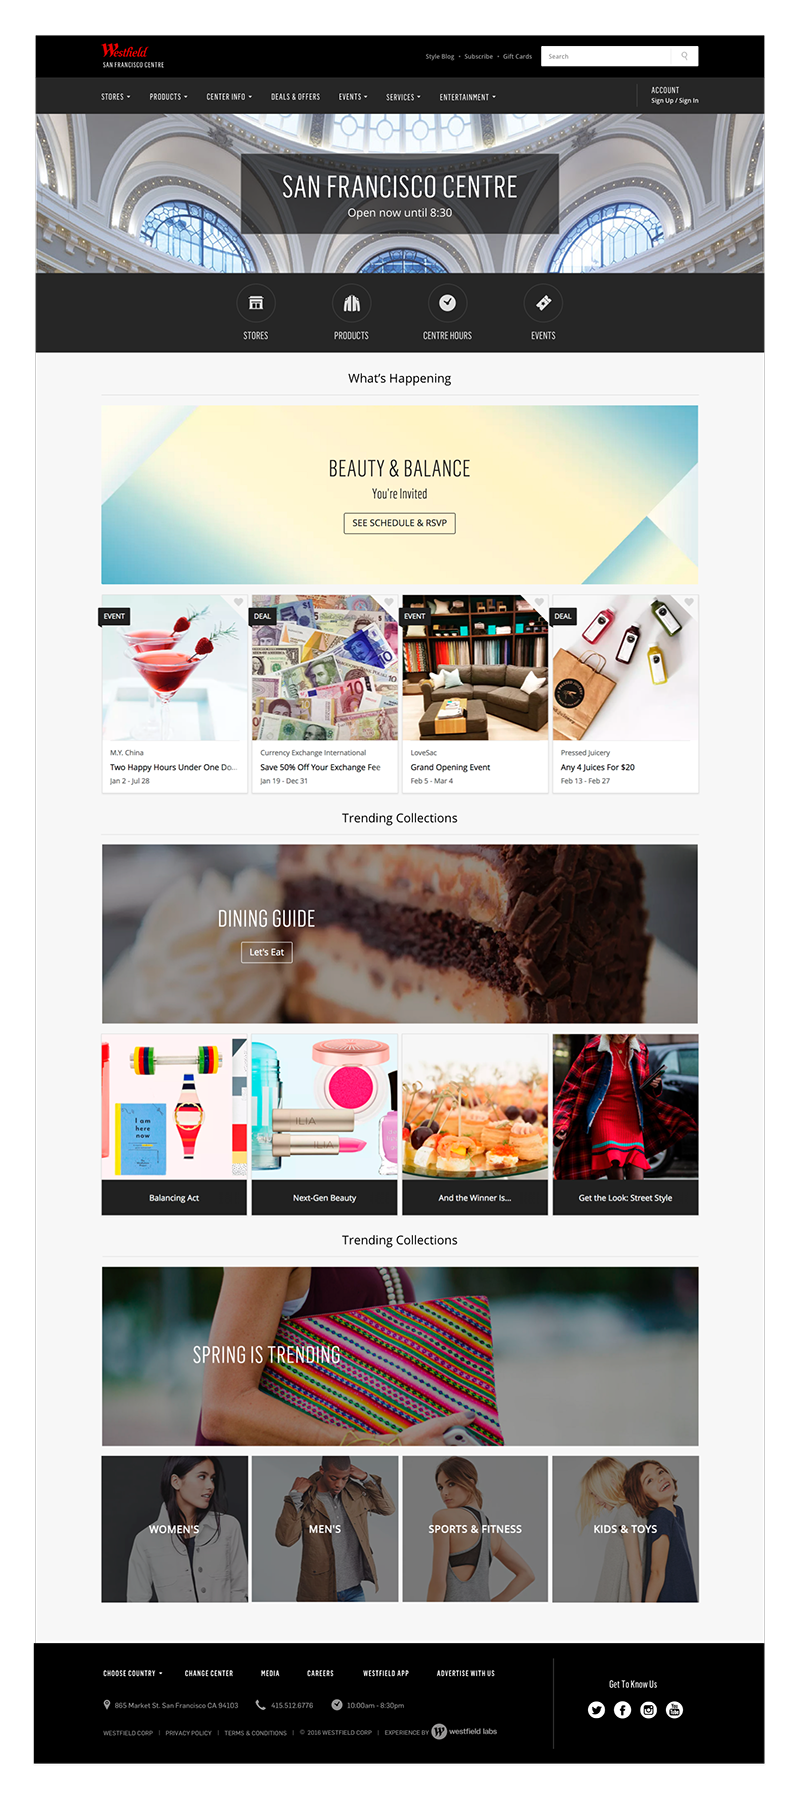 Westfield
SAN FRANCISCO CENTRE
Style Blog • Subscribe • Gift Cards
Search
STORES
PRODUCTS
CENTER INFO
DEALS & OFFERS
EVENTS
SERVICES
ENTERTAINMENT
ACCOUNT
Sign Up / Sign In
SAN FRANCISCO CENTRE
Open now until 8:30
STORES
PRODUCTS
CENTRE HOURS
EVENTS
What's Happening
BEAUTY & BALANCE
You're Invited
SEE SCHEDULE & RSVP
EVENT
M.Y. China
Two Happy Hours Under One Do...
Jan 2 - Jul 28
DEAL
Currency Exchange International
Save 50% Off Your Exchange Fee
Jan 19 - Dec 31
EVENT
LoveSac
Grand Opening Event
Feb 5 - Mar 4
DEAL
Pressed Juicery
Any 4 Juices For $20
Feb 13 - Feb 27
Trending Collections
DINING GUIDE
Let's Eat
I am
here
now
Balancing Act
ILIA
ILIA
Next-Gen Beauty
And the Winner Is...
Get the Look: Street Style
Trending Collections
SPRING IS TRENDING
WOMEN'S
MEN'S
SPORTS & FITNESS
KIDS & TOYS
CHOOSE COUNTRY
CHANGE CENTER
MEDIA
CAREERS
WESTFIELD APP
ADVERTISE WITH US
865 Market St. San Francisco CA 94103
415.512.6776
10:00am - 8:30pm
WESTFIELD CORP | PRIVACY POLICY | TERMS & CONDITIONS | © 2016 WESTFIELD CORP | EXPERIENCE BY westfield labs
Get To Know Us